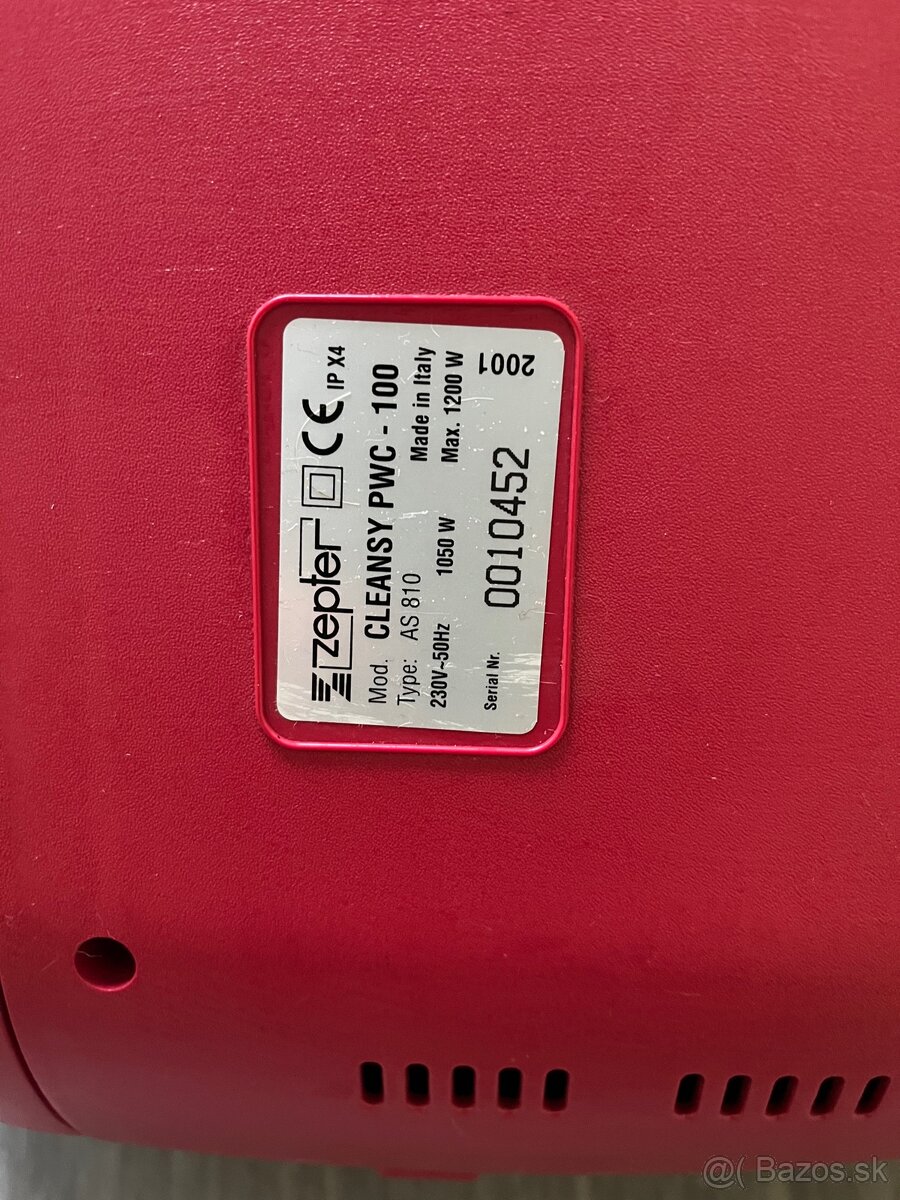 zepter CE IP X4
Mod. CLEANSY PWC - 100
Type: AS 810 Made in Italy
230V~50Hz 1050 W Max. 1200 W
Serial Nr. 0010452 2001
@( Bazos.sk